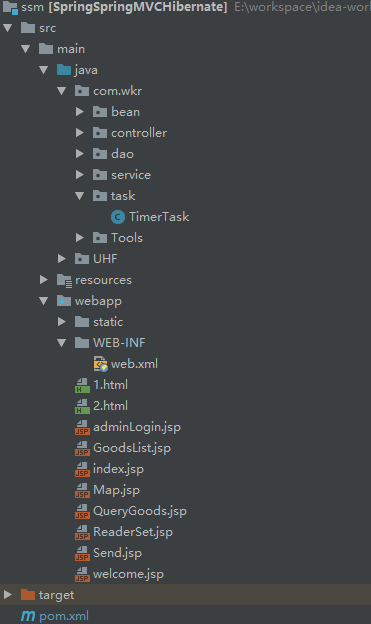 ssm [SpringSpringMVCHibernate] E:\workspace\idea-wor
src
main
java
com.wkr
bean
controller
dao
service
task
TimerTask
Tools
UHF
resources
webapp
static
WEB-INF
web.xml
1.html
2.html
adminLogin.jsp
GoodsList.jsp
index.jsp
Map.jsp
QueryGoods.jsp
ReaderSet.jsp
Send.jsp
welcome.jsp
target
pom.xml